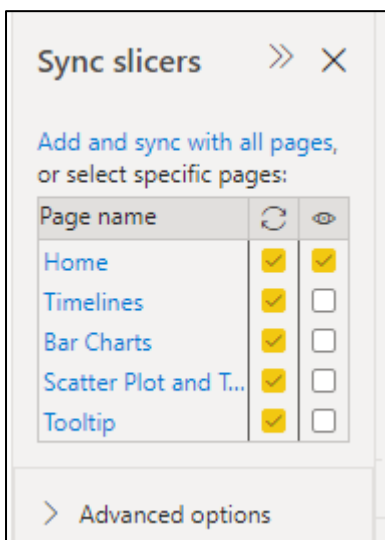 Sync slicers
Add and sync with all pages,
or select specific pages:
Page name
Home
Timelines
Bar Charts
Scatter Plot and T...
Tooltip
Advanced options